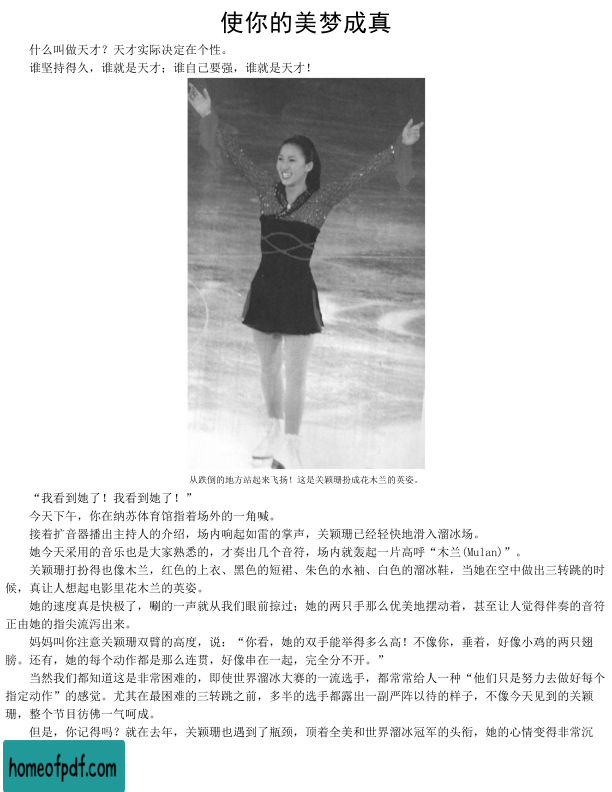 使你的美梦成真
什么叫做天才？天才实际决定在个性。
谁坚持得久，谁就是天才；谁自己要强，谁就是天才！
从跌倒的地方站起来飞扬！这是关颖珊扮成花木兰的英姿。
“我看到她了！我看到她了！”
今天下午，你在纳苏体育馆指着场外的一角喊。
接着扩音器播出主持人的介绍，场内响起如雷的掌声，关颖珊已经轻快地滑入溜冰场。
她今天采用的音乐也是大家熟悉的，才奏出几个音符，场内就轰起一片高呼“木兰(Mulan)”。
关颖珊打扮得也像木兰，红色的上衣、黑色的短裙、朱色的水袖、白色的溜冰鞋，当她在空中做出三转跳的时
候，真让人想起电影里花木兰的英姿。
她的速度真是快极了，唰的一声就从我们眼前掠过；她的两只手那么优美地摆动着，甚至让人觉得伴奏的音符
正由她的指尖流泻出来。
妈妈叫你注意关颖珊双臂的高度，说：“你看，她的双手能举得多么高！不像你，垂着，好像小鸡的两只翅
膀。还有，她的每个动作都是那么连贯，好像串在一起，完全分不开。”
当然我们都知道这是非常困难的，即使世界溜冰大赛的一流选手，都常常给人一种“他们只是努力去做好每个
指定动作”的感觉。尤其在最困难的三转跳之前，多半的选手都露出一副严阵以待的样子，不像今天见到的关颖
珊，整个节目彷佛一气呵成。
但是，你记得吗？就在去年，关颖珊也遇到了瓶颈，顶着全美和世界溜冰冠军的头衔，她的心情变得非常沉
homeofpdf.com